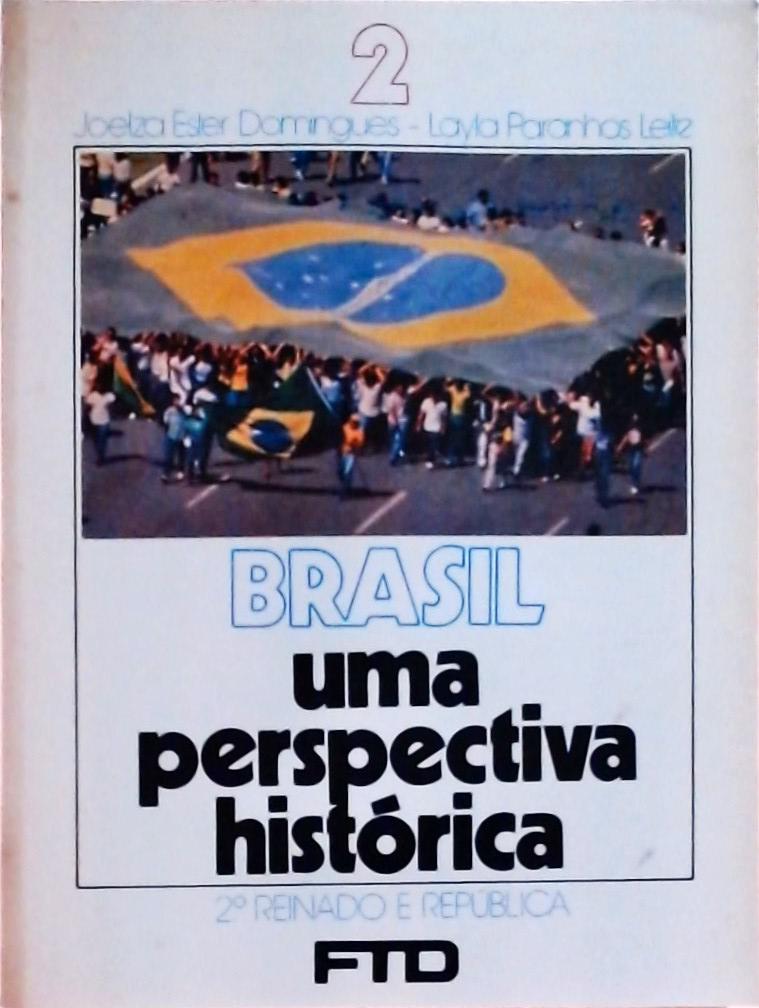 2
Joelza Ester Domingues - Layla Paranhos Leite
BRASIL
uma
perspectiva
histórica
2º REINADO E REPÚBLICA
FTD